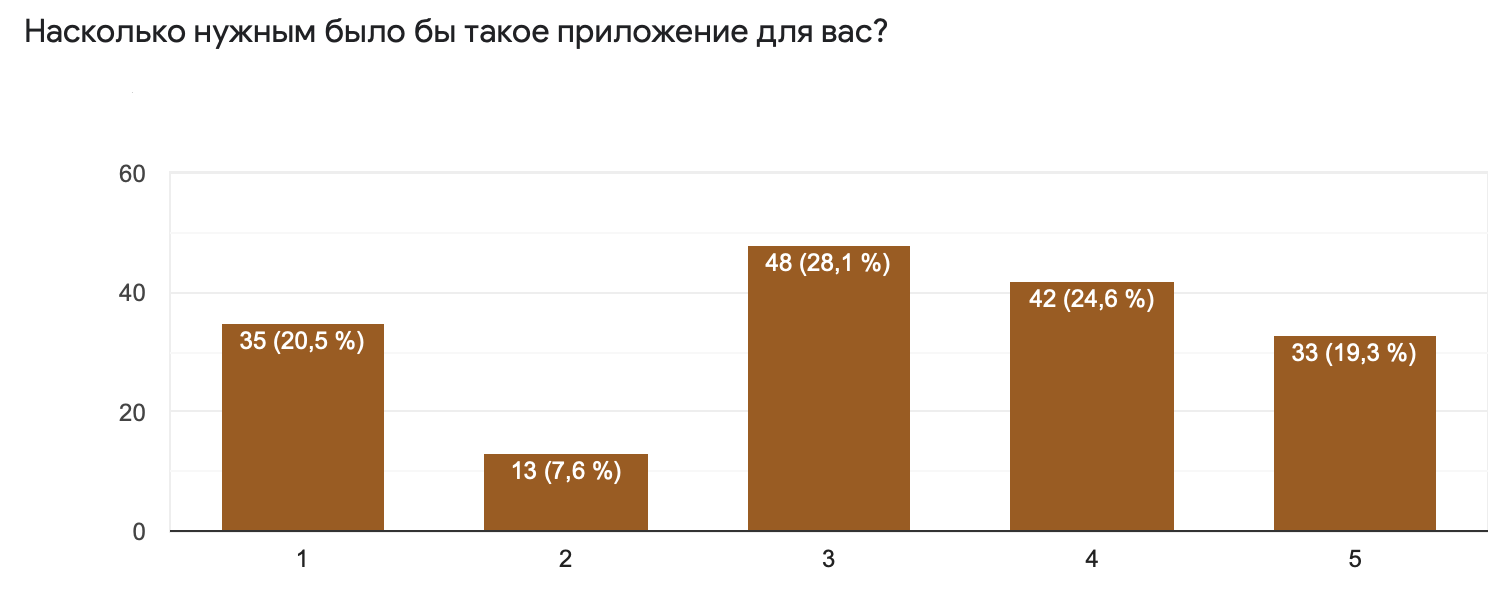 Насколько нужным было бы такое приложение для вас?
60
40
20
0
35 (20,5 %)
13 (7,6 %)
48 (28,1 %)
42 (24,6 %)
33 (19,3 %)
1
2
3
4
5